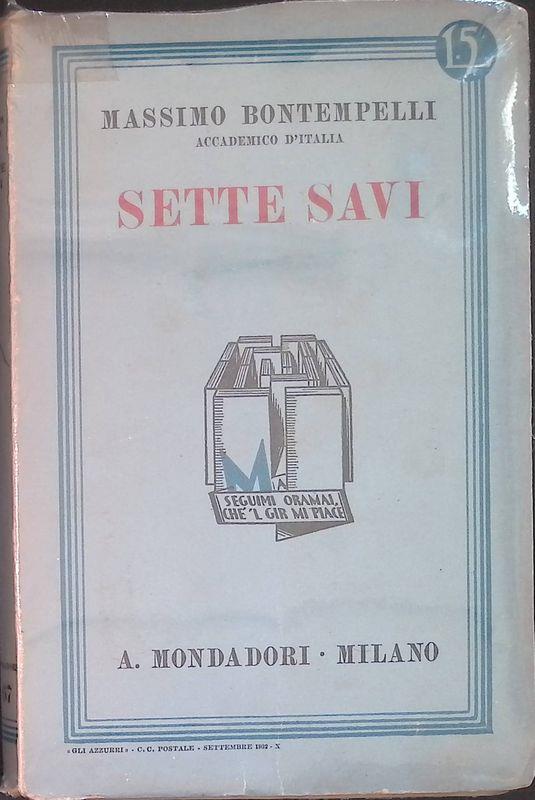 L.5
MASSIMO BONTEMPELLI
ACCADEMICO D'ITALIA
SETTE SAVI
M
A
SEGUIMI ORAMAI,
CHE 'L GIR MI PIACE
A. MONDADORI · MILANO
«GLI AZZURRI» - C. C. POSTALE - SETTEMBRE 1932 - X